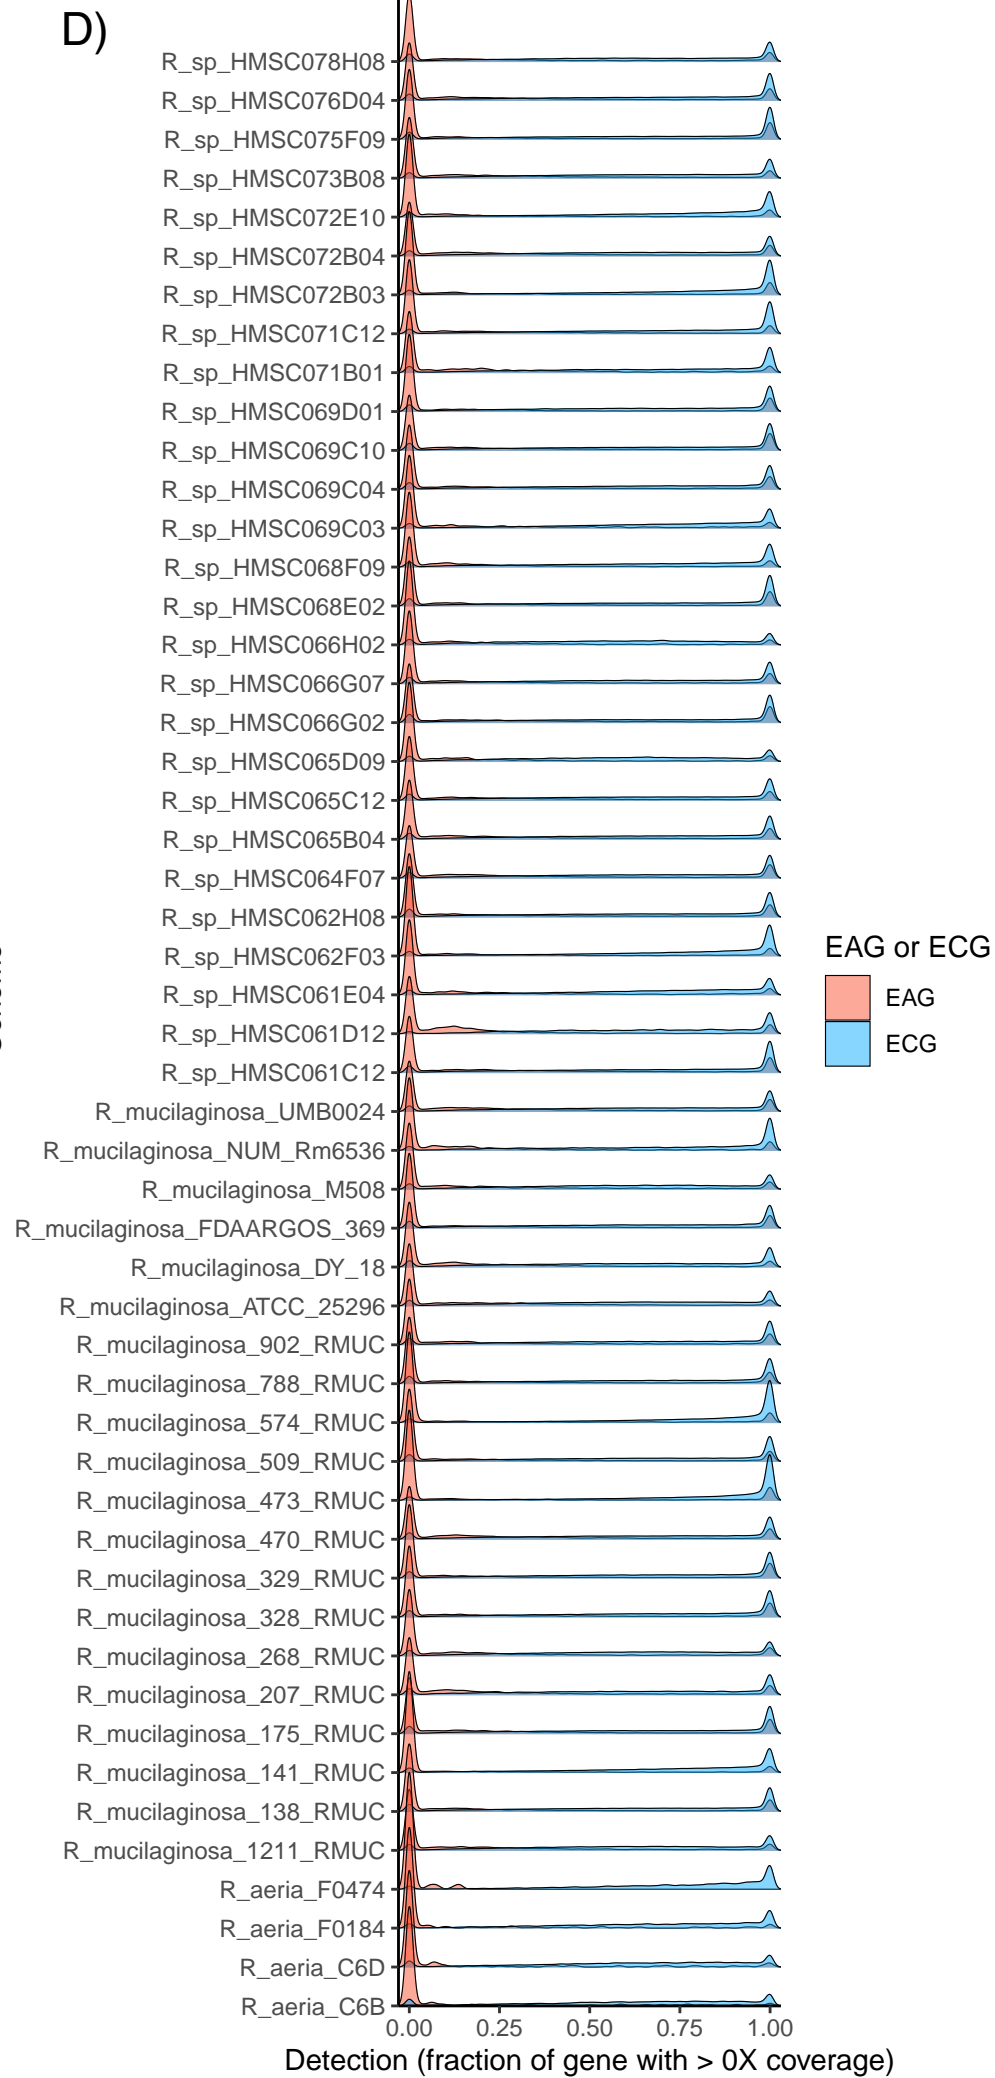 D)
R_sp_HMSC078H08
R_sp_HMSC076D04
R_sp_HMSC075F09
R_sp_HMSC073B08
R_sp_HMSC072E10
R_sp_HMSC072B04
R_sp_HMSC072B03
R_sp_HMSC071C12
R_sp_HMSC071B01
R_sp_HMSC069D01
R_sp_HMSC069C10
R_sp_HMSC069C04
R_sp_HMSC069C03
R_sp_HMSC068F09
R_sp_HMSC068E02
R_sp_HMSC066H02
R_sp_HMSC066G07
R_sp_HMSC066G02
R_sp_HMSC065D09
R_sp_HMSC065C12
R_sp_HMSC065B04
R_sp_HMSC064F07
R_sp_HMSC062H08
R_sp_HMSC062F03
R_sp_HMSC061E04
R_sp_HMSC061D12
R_sp_HMSC061C12
R_mucilaginosa_UMB0024
R_mucilaginosa_NUM_Rm6536
R_mucilaginosa_M508
R_mucilaginosa_FDAARGOS_369
R_mucilaginosa_DY_18
R_mucilaginosa_ATCC_25296
R_mucilaginosa_902_RMUC
R_mucilaginosa_788_RMUC
R_mucilaginosa_574_RMUC
R_mucilaginosa_509_RMUC
R_mucilaginosa_473_RMUC
R_mucilaginosa_470_RMUC
R_mucilaginosa_329_RMUC
R_mucilaginosa_328_RMUC
R_mucilaginosa_268_RMUC
R_mucilaginosa_207_RMUC
R_mucilaginosa_175_RMUC
R_mucilaginosa_141_RMUC
R_mucilaginosa_138_RMUC
R_mucilaginosa_1211_RMUC
R_aeria_F0474
R_aeria_F0184
R_aeria_C6D
R_aeria_C6B
0.00 0.25 0.50 0.75 1.00
Detection (fraction of gene with > 0X coverage)
EAG or ECG
EAG
ECG